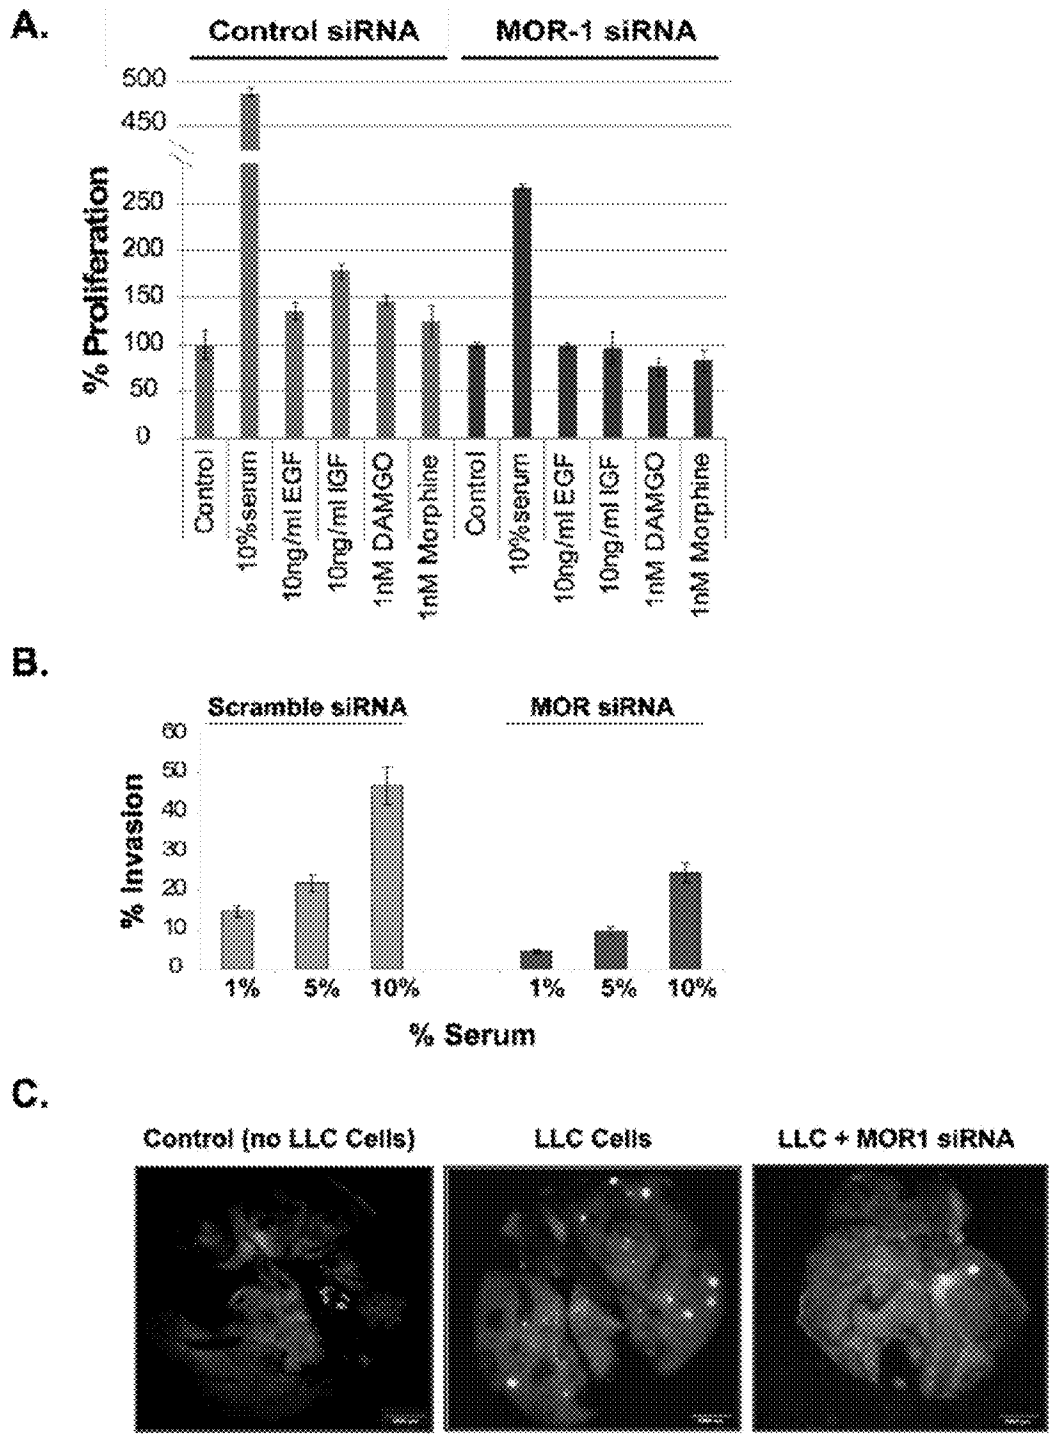 A.
Control siRNA MOR-1 siRNA
500
450
250
200
150
100
50
0
% Proliferation
Control
10%serum
10ng/ml EGF
10ng/ml IGF
1nM DAMGO
1nM Morphine
Control
10%serum
10ng/ml EGF
10ng/ml IGF
1nM DAMGO
1nM Morphine
B.
Scramble siRNA MOR siRNA
60
50
40
30
20
10
0
% Invasion
1% 5% 10% 1% 5% 10%
% Serum
C.
Control (no LLC Cells) LLC Cells LLC + MOR1 siRNA